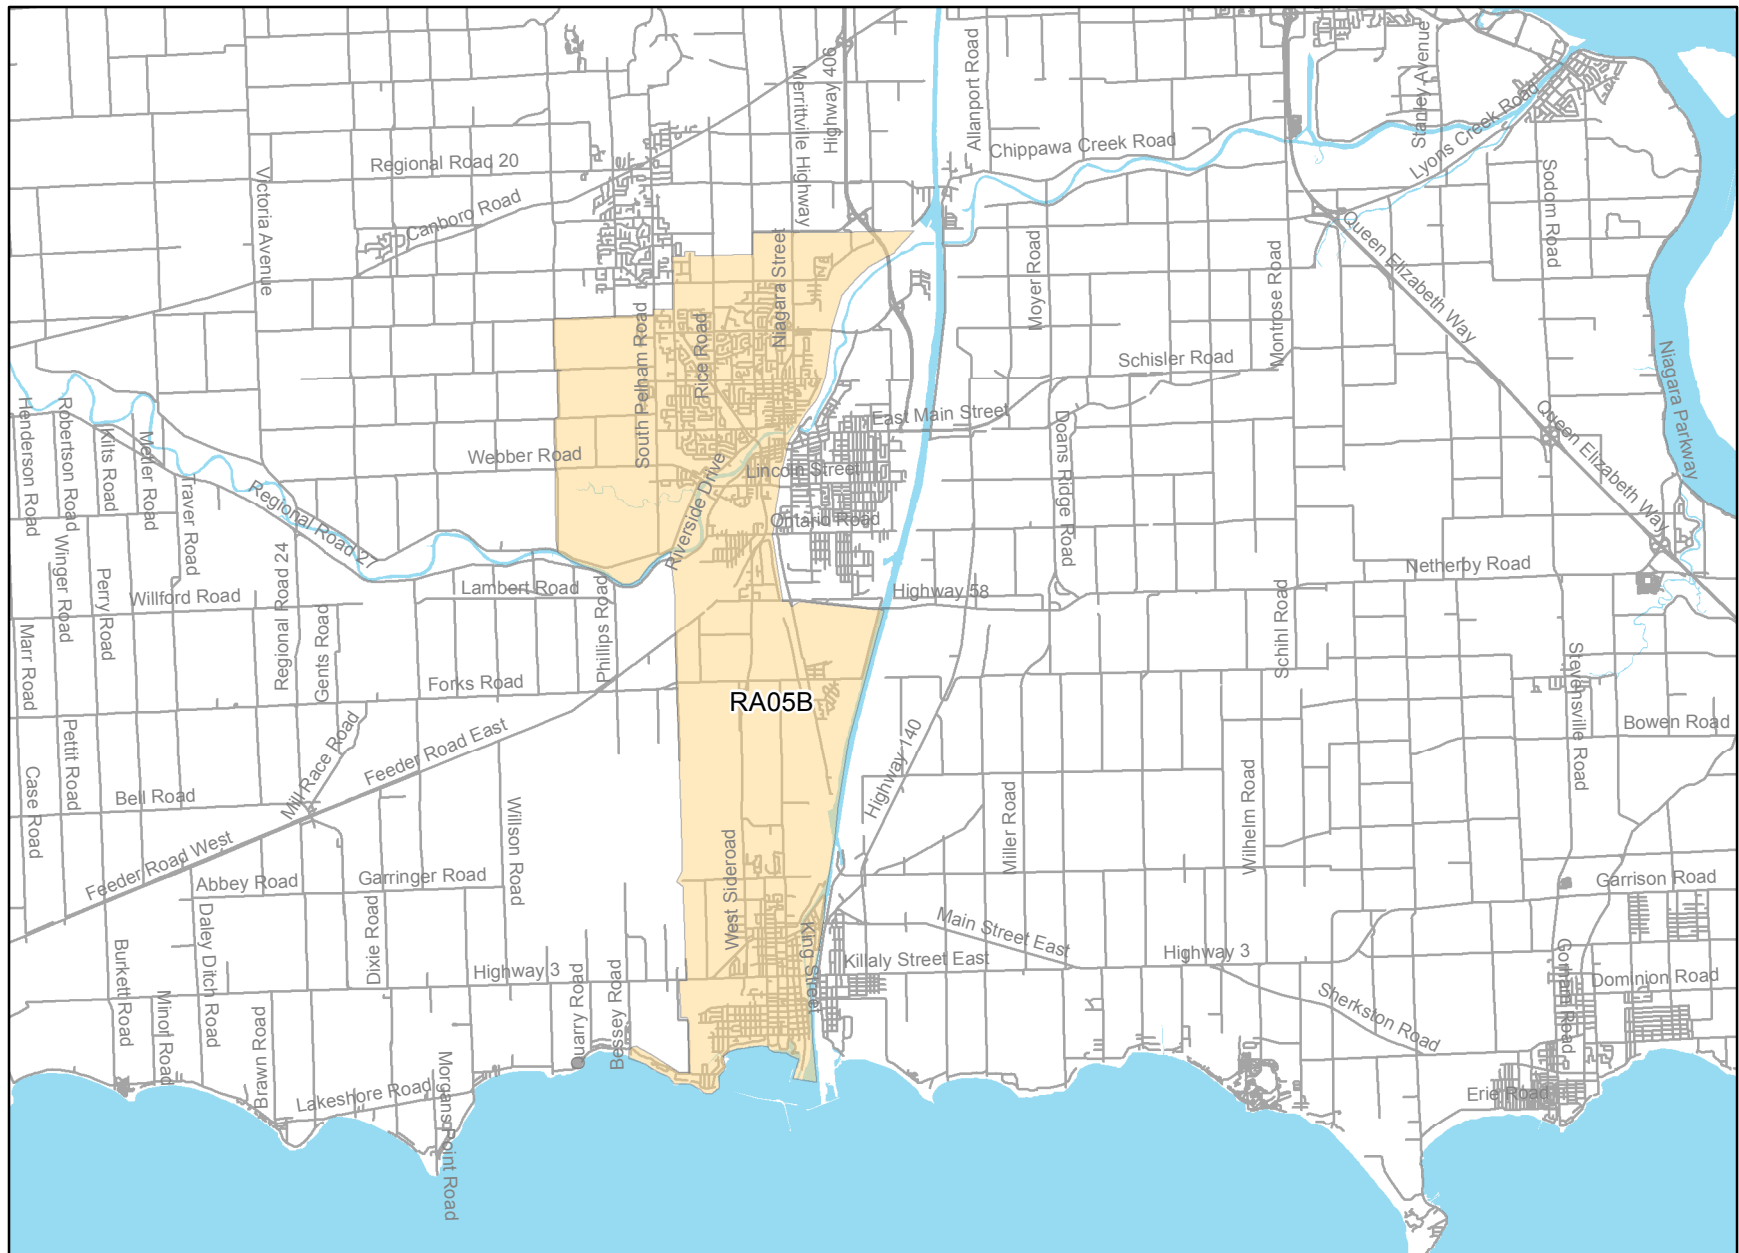 Merrittville Highway
Highway 406
Allanport Road
Stanley Avenue
Chippawa Creek Road
Lyons Creek Road
Regional Road 20
Victoria Avenue
Canboro Road
Sodom Road
Queen Elizabeth Way
Niagara Street
Moyer Road
Montrose Road
South Pelham Road
Rice Road
Schisler Road
Niagara Parkway
Henderson Road
Robertson Road
Kilts Road
Metler Road
Traver Road
Webber Road
East Main Street
Doans Ridge Road
Queen Elizabeth Way
Lincoln Street
Riverside Drive
Ontario Road
Regional Road 27
Winger Road
Perry Road
Willford Road
Regional Road 24
Gents Road
Lambert Road
Phillips Road
Highway 58
Netherby Road
Schihl Road
Marr Road
Forks Road
Stevensville Road
RA05B
Bowen Road
Pettit Road
Mill Race Road
Feeder Road East
Highway 140
Case Road
Bell Road
Willson Road
Miller Road
Wilhelm Road
Feeder Road West
West Sideroad
Abbey Road
Garringer Road
Garrison Road
Daley Ditch Road
Dixie Road
Main Street East
King Street
Burkett Road
Highway 3
Killaly Street East
Highway 3
Gorham Road
Dominion Road
Minor Road
Brawn Road
Quarry Road
Bessey Road
Sherkston Road
Lakeshore Road
Morgans Point Road
Erie Road